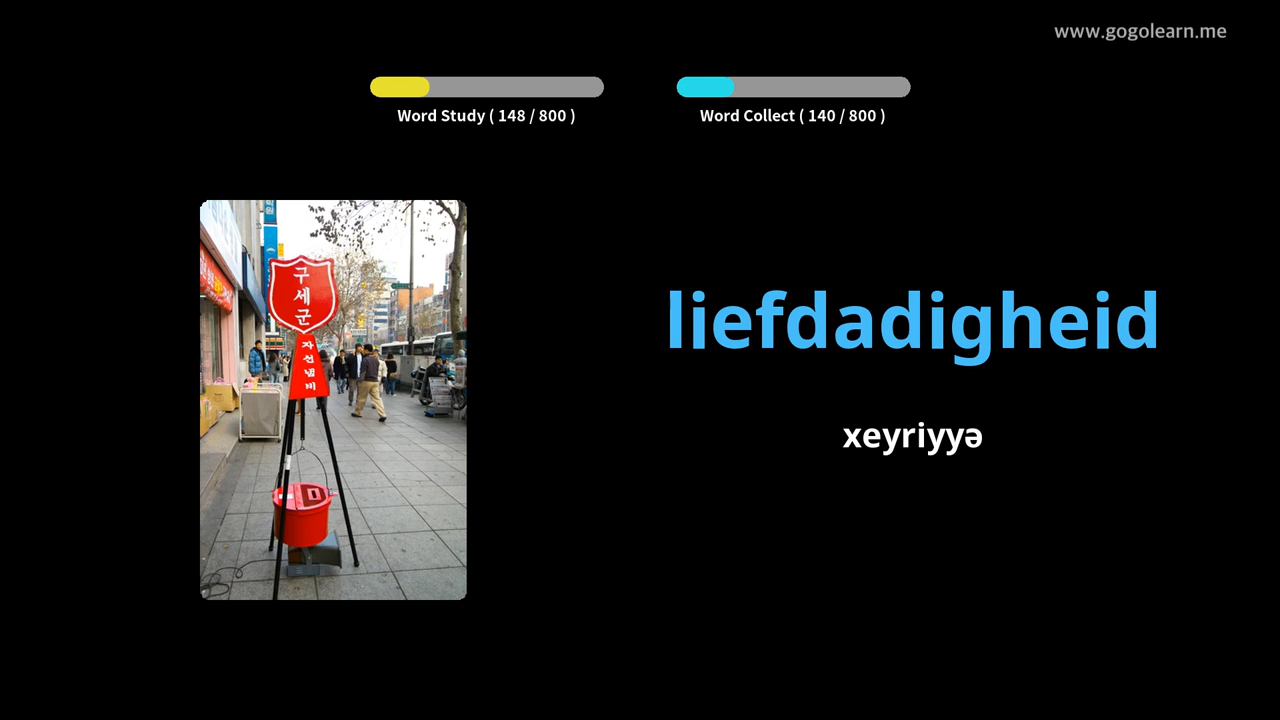 www.gogolearn.me
Word Study ( 148 / 800 )
Word Collect ( 140 / 800 )
구
세
군
자
선
냄
비
liefdadigheid
xeyriyyə